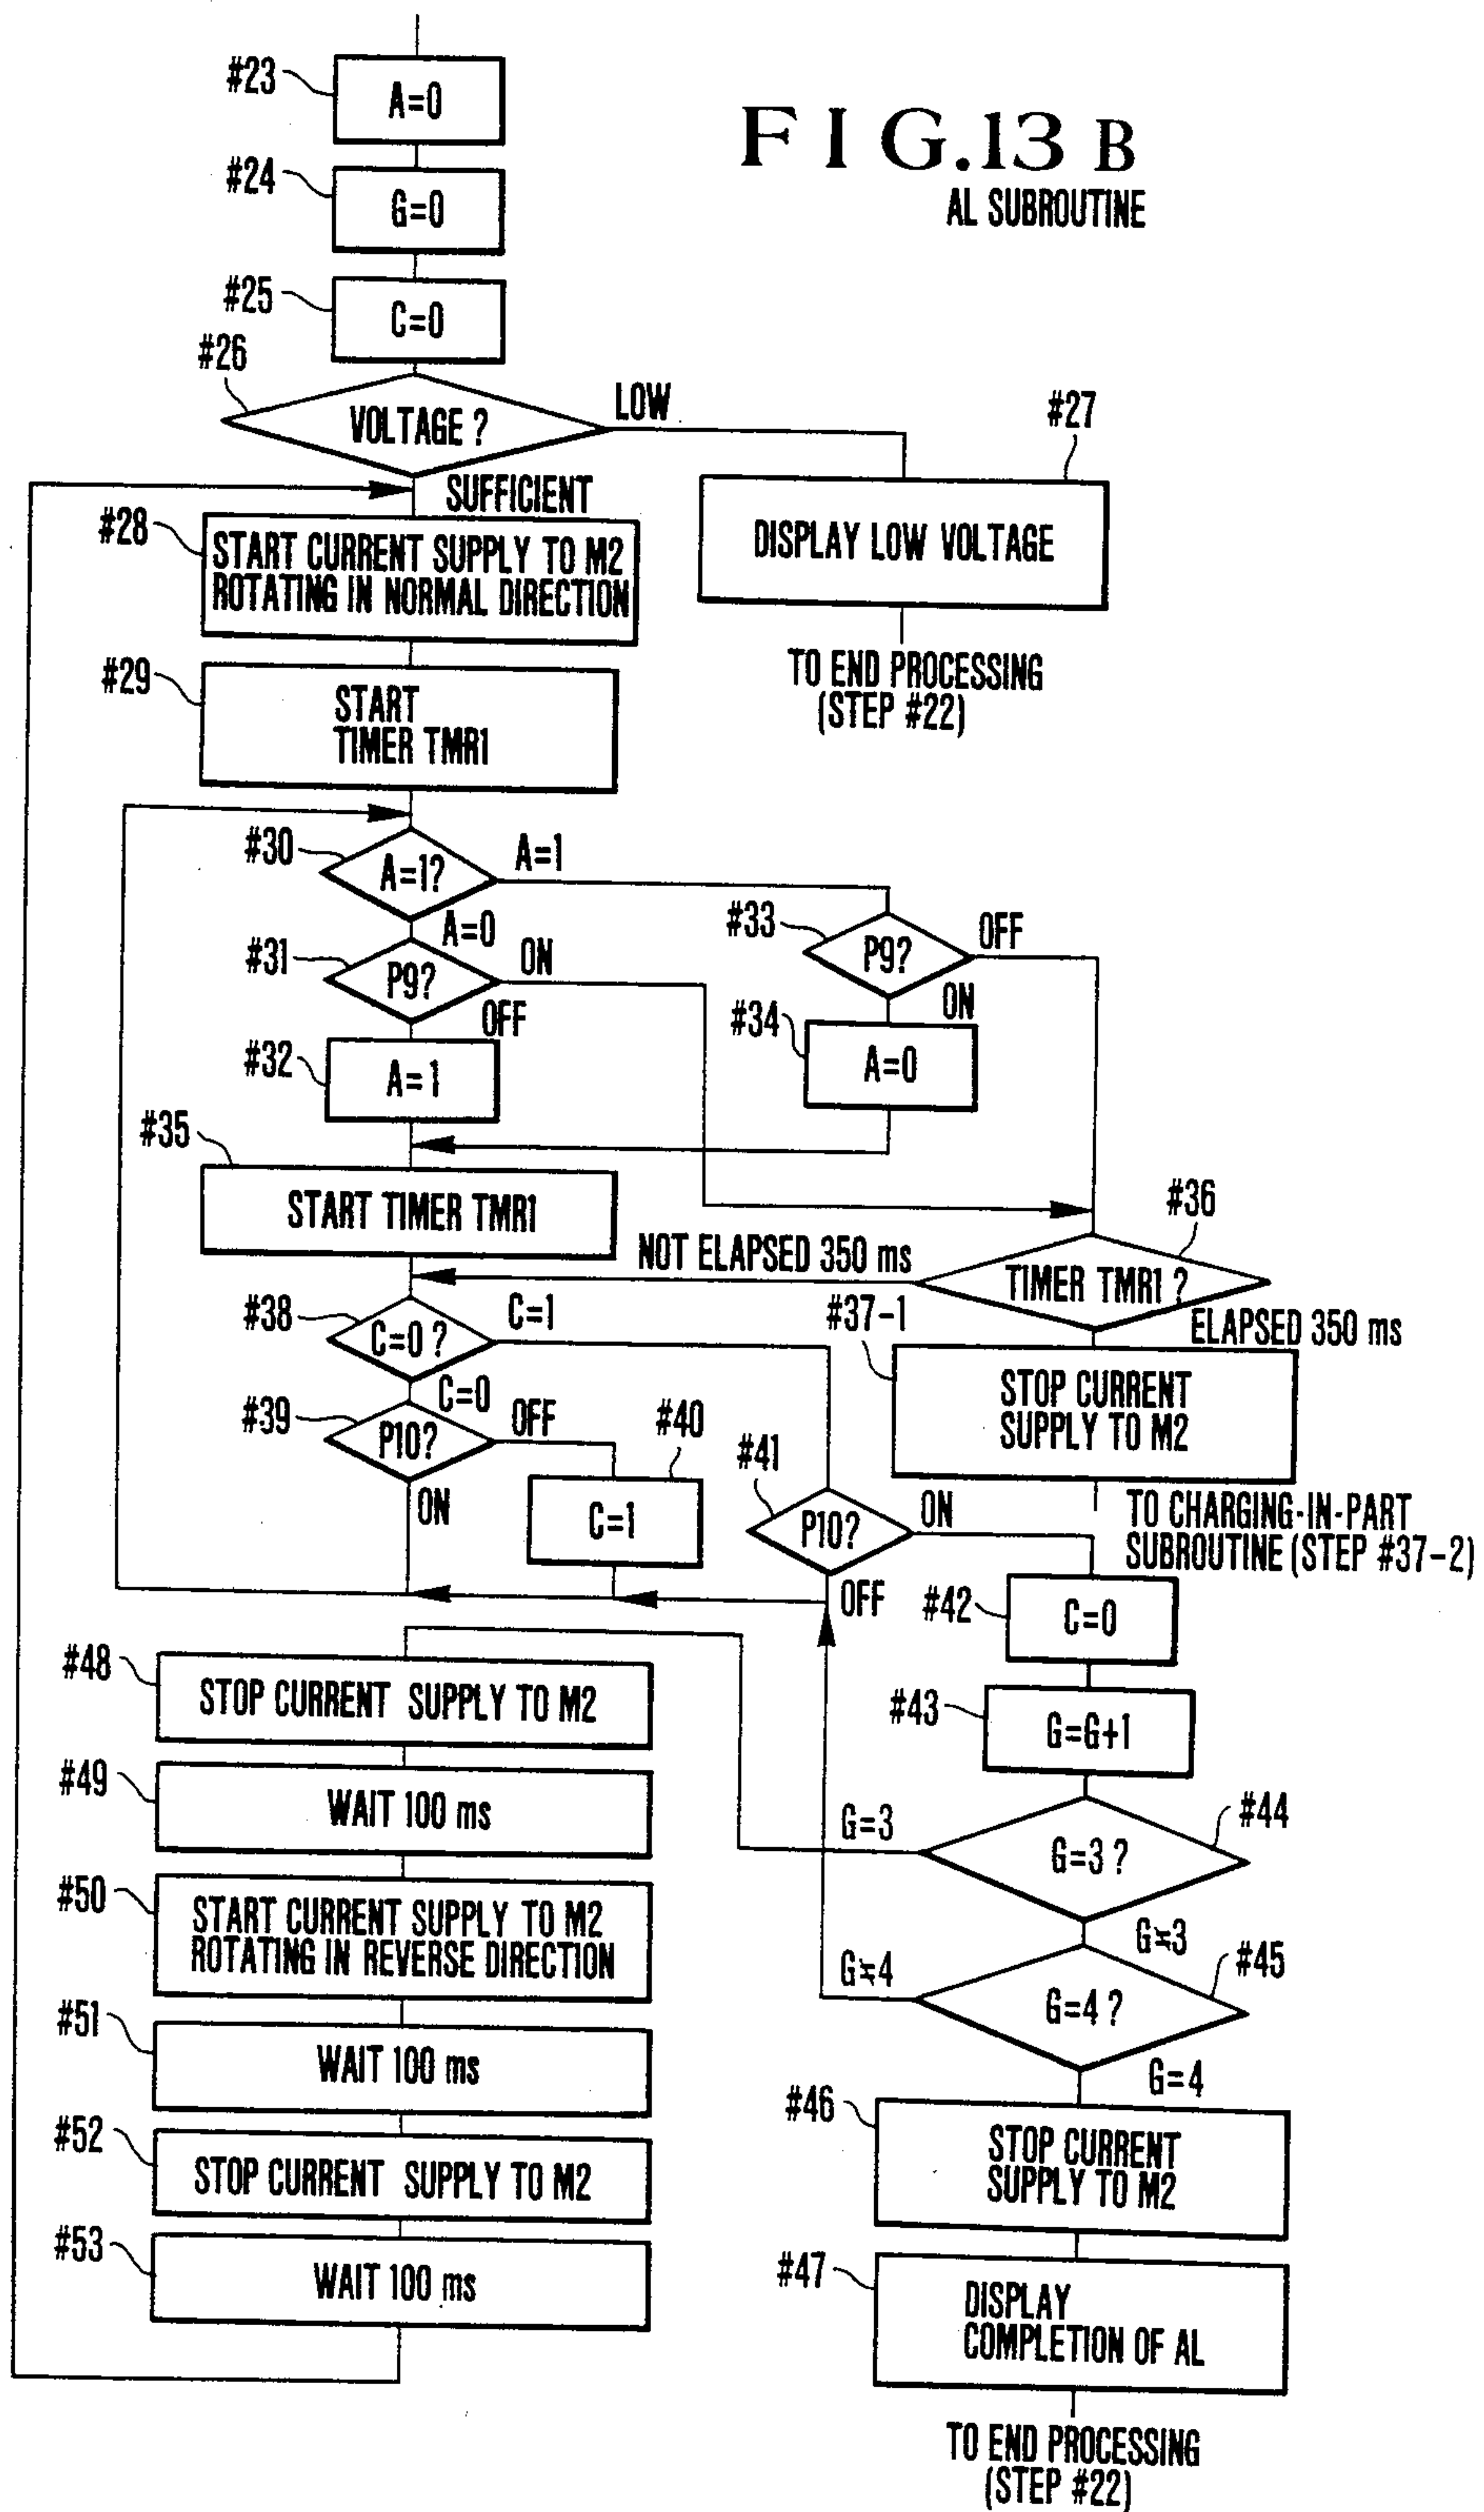 FIG.13 B
AL SUBROUTINE
#23
A=0
#24
G=0
#25
C=0
#26
VOLTAGE ?
LOW
SUFFICIENT
#27
DISPLAY LOW VOLTAGE
TO END PROCESSING
(STEP #22)
#28
START CURRENT SUPPLY TO M2
ROTATING IN NORMAL DIRECTION
#29
START
TIMER TMR1
#30
A=1?
A=1
A=0
#31
P9?
ON
OFF
#32
A=1
#33
P9?
OFF
ON
#34
A=0
#35
START TIMER TMR1
#36
TIMER TMR1 ?
NOT ELAPSED 350 ms
ELAPSED 350 ms
#37-1
STOP CURRENT
SUPPLY TO M2
TO CHARGING-IN-PART
SUBROUTINE (STEP #37-2)
#38
C=0 ?
C=1
C=0
#39
P10?
OFF
ON
#40
C=1
#41
P10?
ON
OFF
#42
C=0
#43
G=G+1
#44
G=3 ?
G=3
G≠3
#45
G=4 ?
G≠4
G=4
#46
STOP CURRENT
SUPPLY TO M2
#47
DISPLAY
COMPLETION OF AL
TO END PROCESSING
(STEP #22)
#48
STOP CURRENT SUPPLY TO M2
#49
WAIT 100 ms
#50
START CURRENT SUPPLY TO M2
ROTATING IN REVERSE DIRECTION
#51
WAIT 100 ms
#52
STOP CURRENT SUPPLY TO M2
#53
WAIT 100 ms